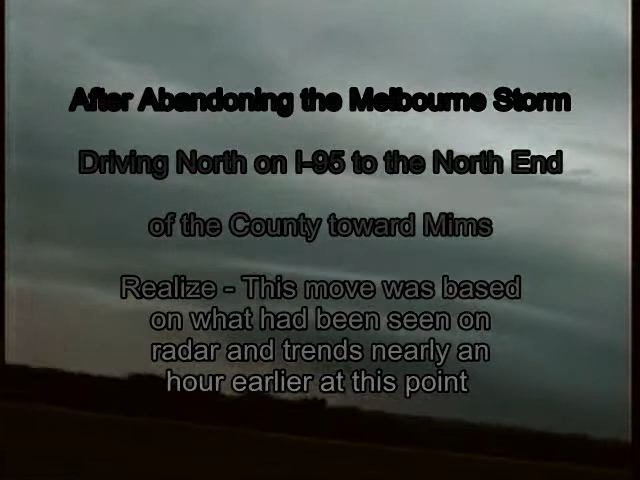 After Abandoning the Melbourne Storm
Driving North on I-95 to the North End
of the County toward Mims
Realize - This move was based
on what had been seen on
radar and trends nearly an
hour earlier at this point